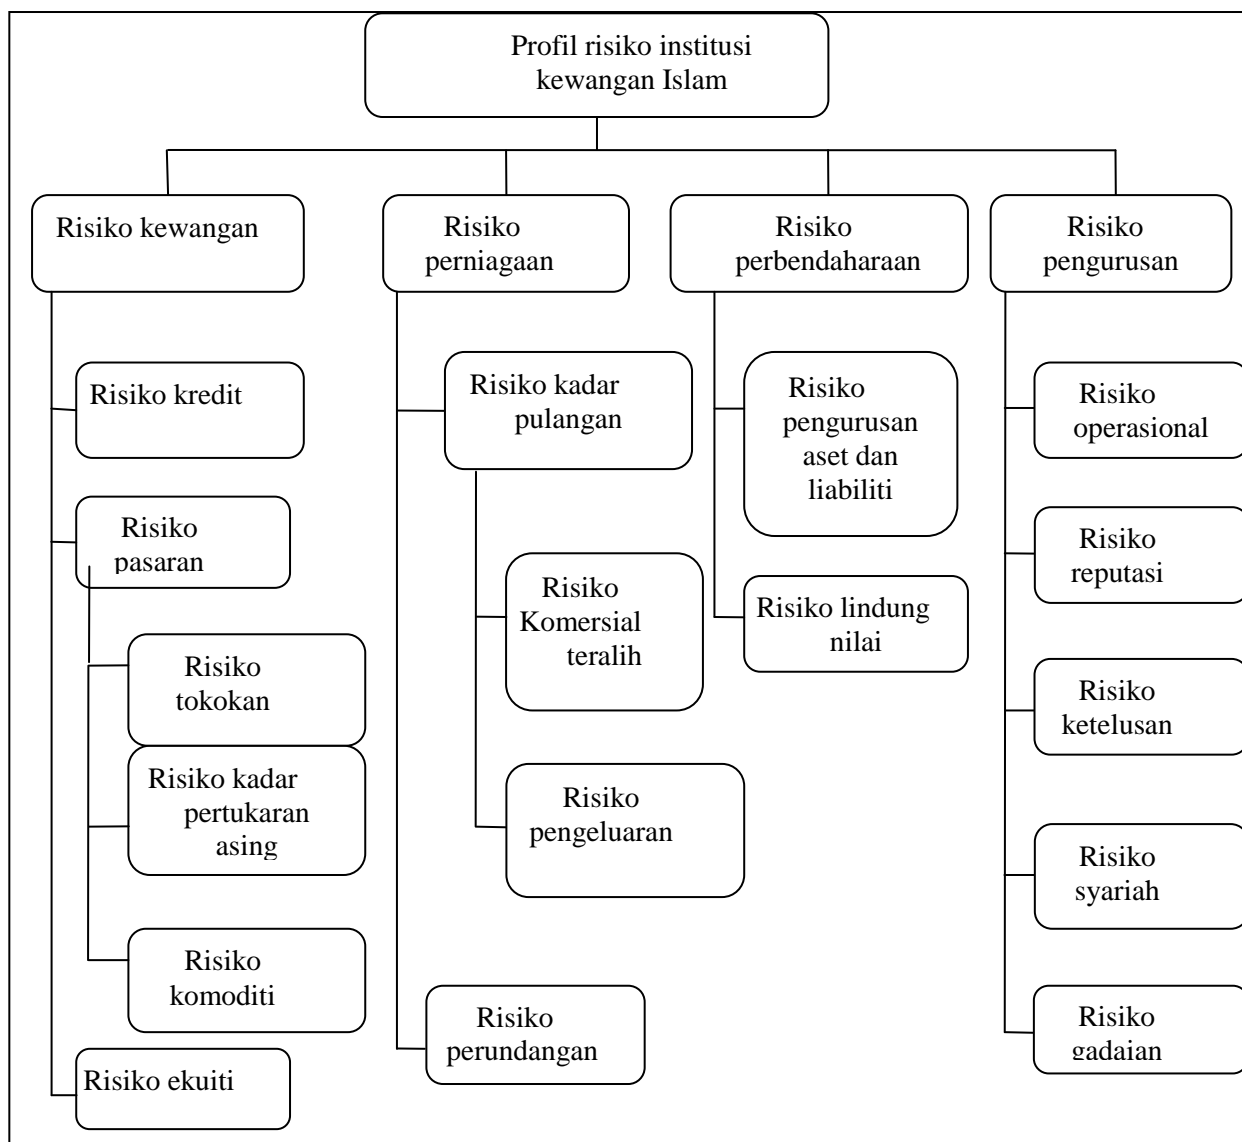 Profil risiko institusi
kewangan Islam
Risiko kewangan
Risiko
perniagaan
Risiko
perbendaharaan
Risiko
pengurusan
Risiko kredit
Risiko
pasaran
Risiko
tokokan
Risiko kadar
pertukaran
asing
Risiko
komoditi
Risiko ekuiti
Risiko kadar
pulangan
Risiko
Komersial
teralih
Risiko
pengeluaran
Risiko
perundangan
Risiko
pengurusan
aset dan
liabiliti
Risiko lindung
nilai
Risiko
operasional
Risiko
reputasi
Risiko
ketelusan
Risiko
syariah
Risiko
gadaian